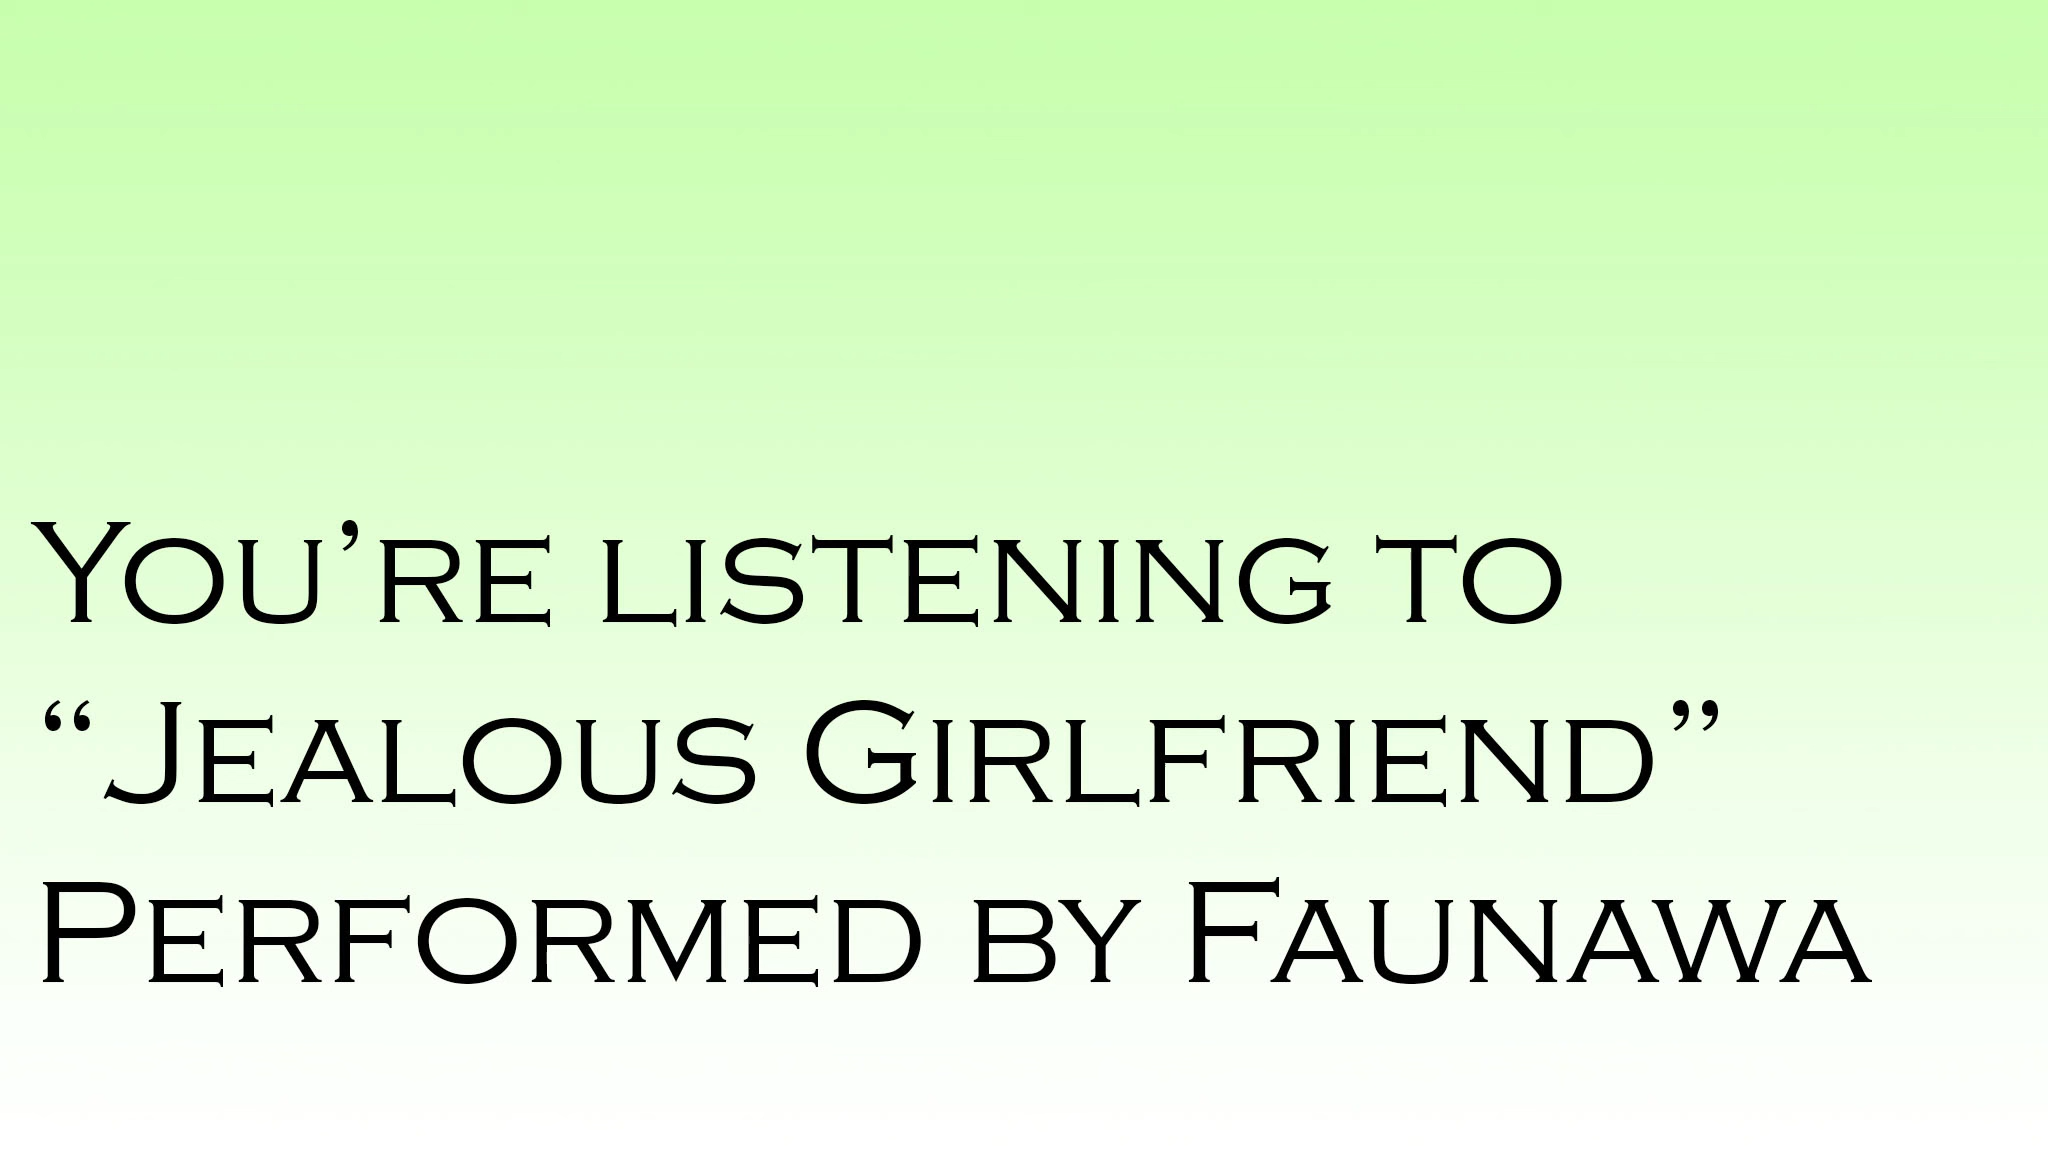 You’re listening to
“Jealous Girlfriend”
Performed by Faunawa